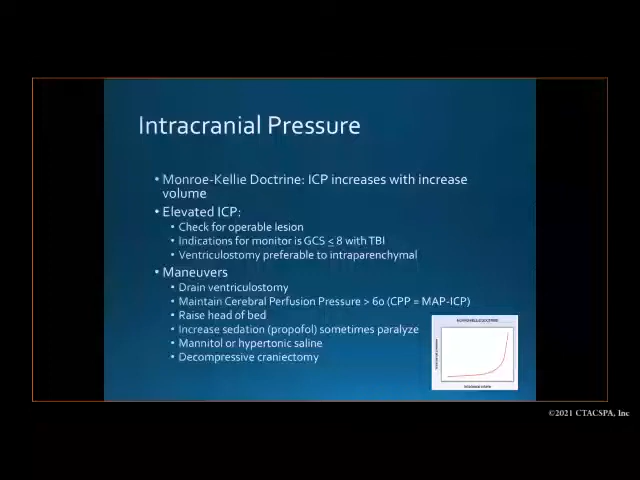 Intracranial Pressure
• Monroe-Kellie Doctrine: ICP increases with increase
volume
• Elevated ICP:
• Check for operable lesion
• Indications for monitor is GCS ≤ 8 with TBI
• Ventriculostomy preferable to intraparenchymal
• Maneuvers
• Drain ventriculostomy
• Maintain Cerebral Perfusion Pressure > 60 (CPP = MAP-ICP)
• Raise head of bed
• Increase sedation (propofol) sometimes paralyze
• Mannitol or hypertonic saline
• Decompressive craniectomy
©2021 CTACSPA, Inc